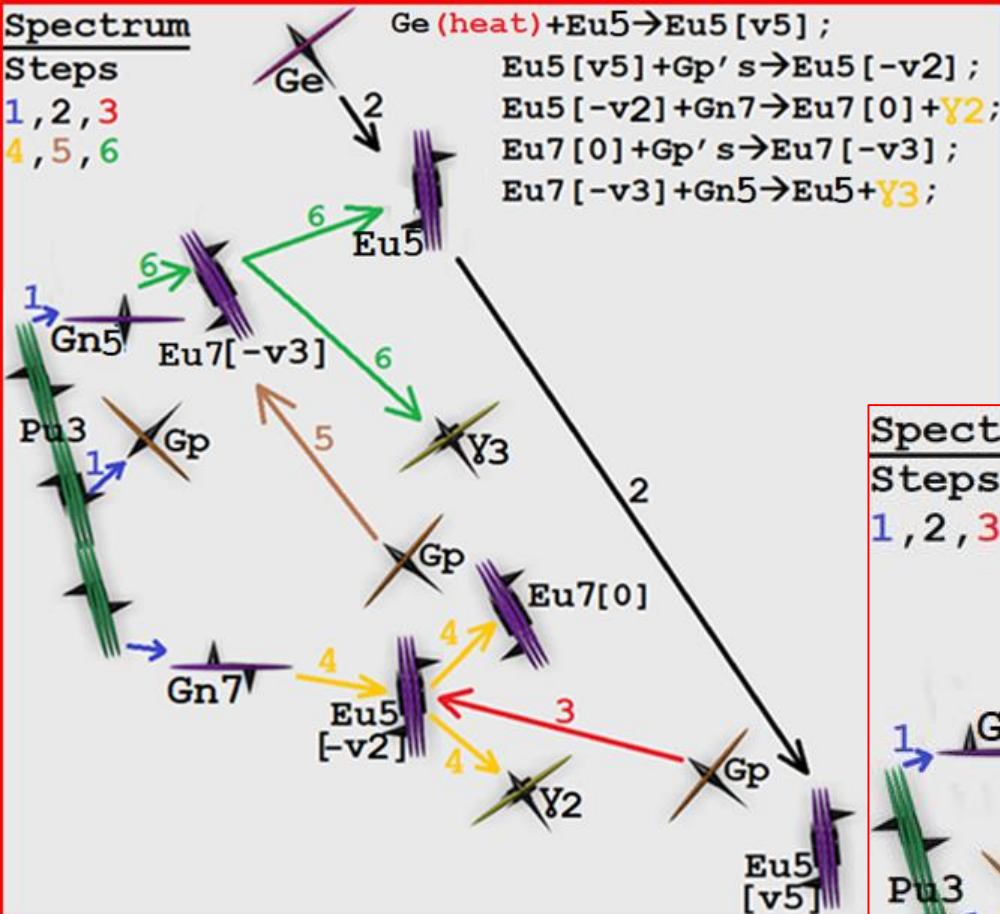 Spectrum
Steps
1,2,3
4,5,6
Ge(heat)+Eu5→Eu5[v5];
Eu5[v5]+Gp's→Eu5[-v2];
Eu5[-v2]+Gn7→Eu7[0]+Ɣ2;
Eu7[0]+Gp's→Eu7[-v3];
Eu7[-v3]+Gn5→Eu5+Ɣ3;
Ge
2
6
Eu5
6
1
Gn5
Eu7[-v3]
6
Pu3
Gp
1
5
Ɣ3
2
Gp
Eu7[0]
4
4
Gn7
Eu5
[-v2]
3
4
Gp
Ɣ2
Eu5
[v5]
Spect
Steps
1,2,3
G
1
Pu3